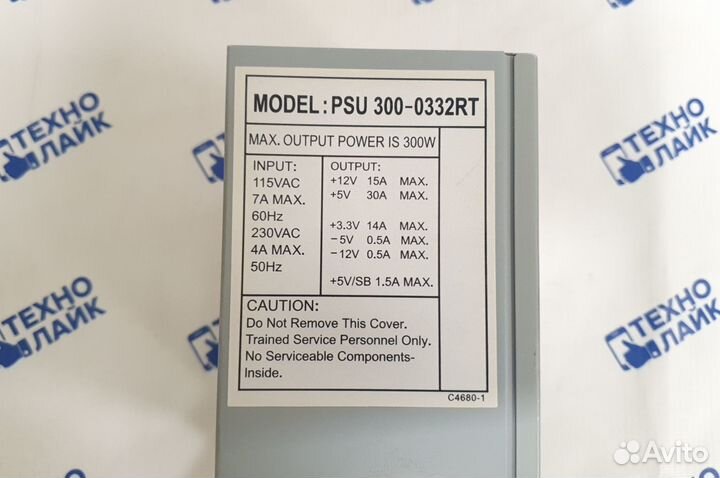 MODEL: PSU 300-0332RT
MAX. OUTPUT POWER IS 300W
INPUT:
115VAC
7A MAX.
60Hz
230VAC
4A MAX.
50Hz
OUTPUT:
+12V 15A MAX.
+5V 30A MAX.
+3.3V 14A MAX.
-5V 0.5A MAX.
-12V 0.5A MAX.
+5V/SB 1.5A MAX.
CAUTION:
Do Not Remove This Cover.
Trained Service Personnel Only.
No Serviceable Components-
Inside.
C4680-1
ТЕХНО
ЛАЙК
ТЕХНО
ЛАЙК
ТЕХНО
ЛАЙК
ТЕХНО
ЛАЙК
Avito